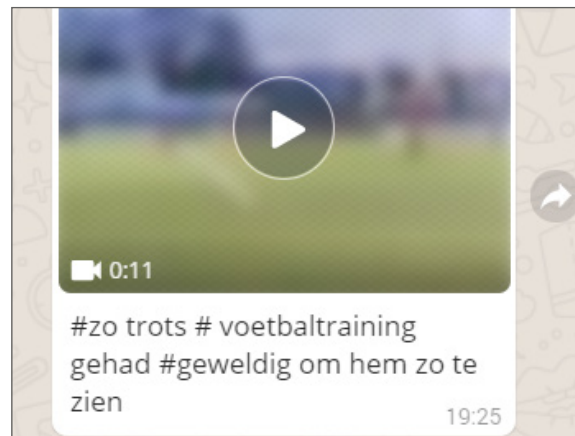 0:11
#zo trots # voetbaltraining
gehad #geweldig om hem zo te
zien
19:25